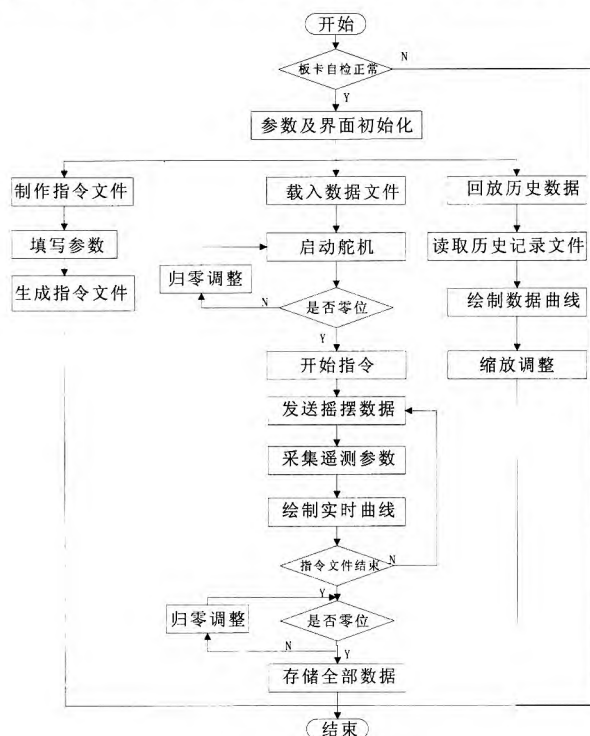 开始
板卡自检正常
N
Y
参数及界面初始化
制作指令文件
载入数据文件
回放历史数据
填写参数
启动舵机
读取历史记录文件
归零调整
生成指令文件
N
是否零位
绘制数据曲线
Y
开始指令
缩放调整
发送摇摆数据
采集遥测参数
绘制实时曲线
指令文件结束
N
Y
归零调整
是否零位
N
Y
存储全部数据
结束